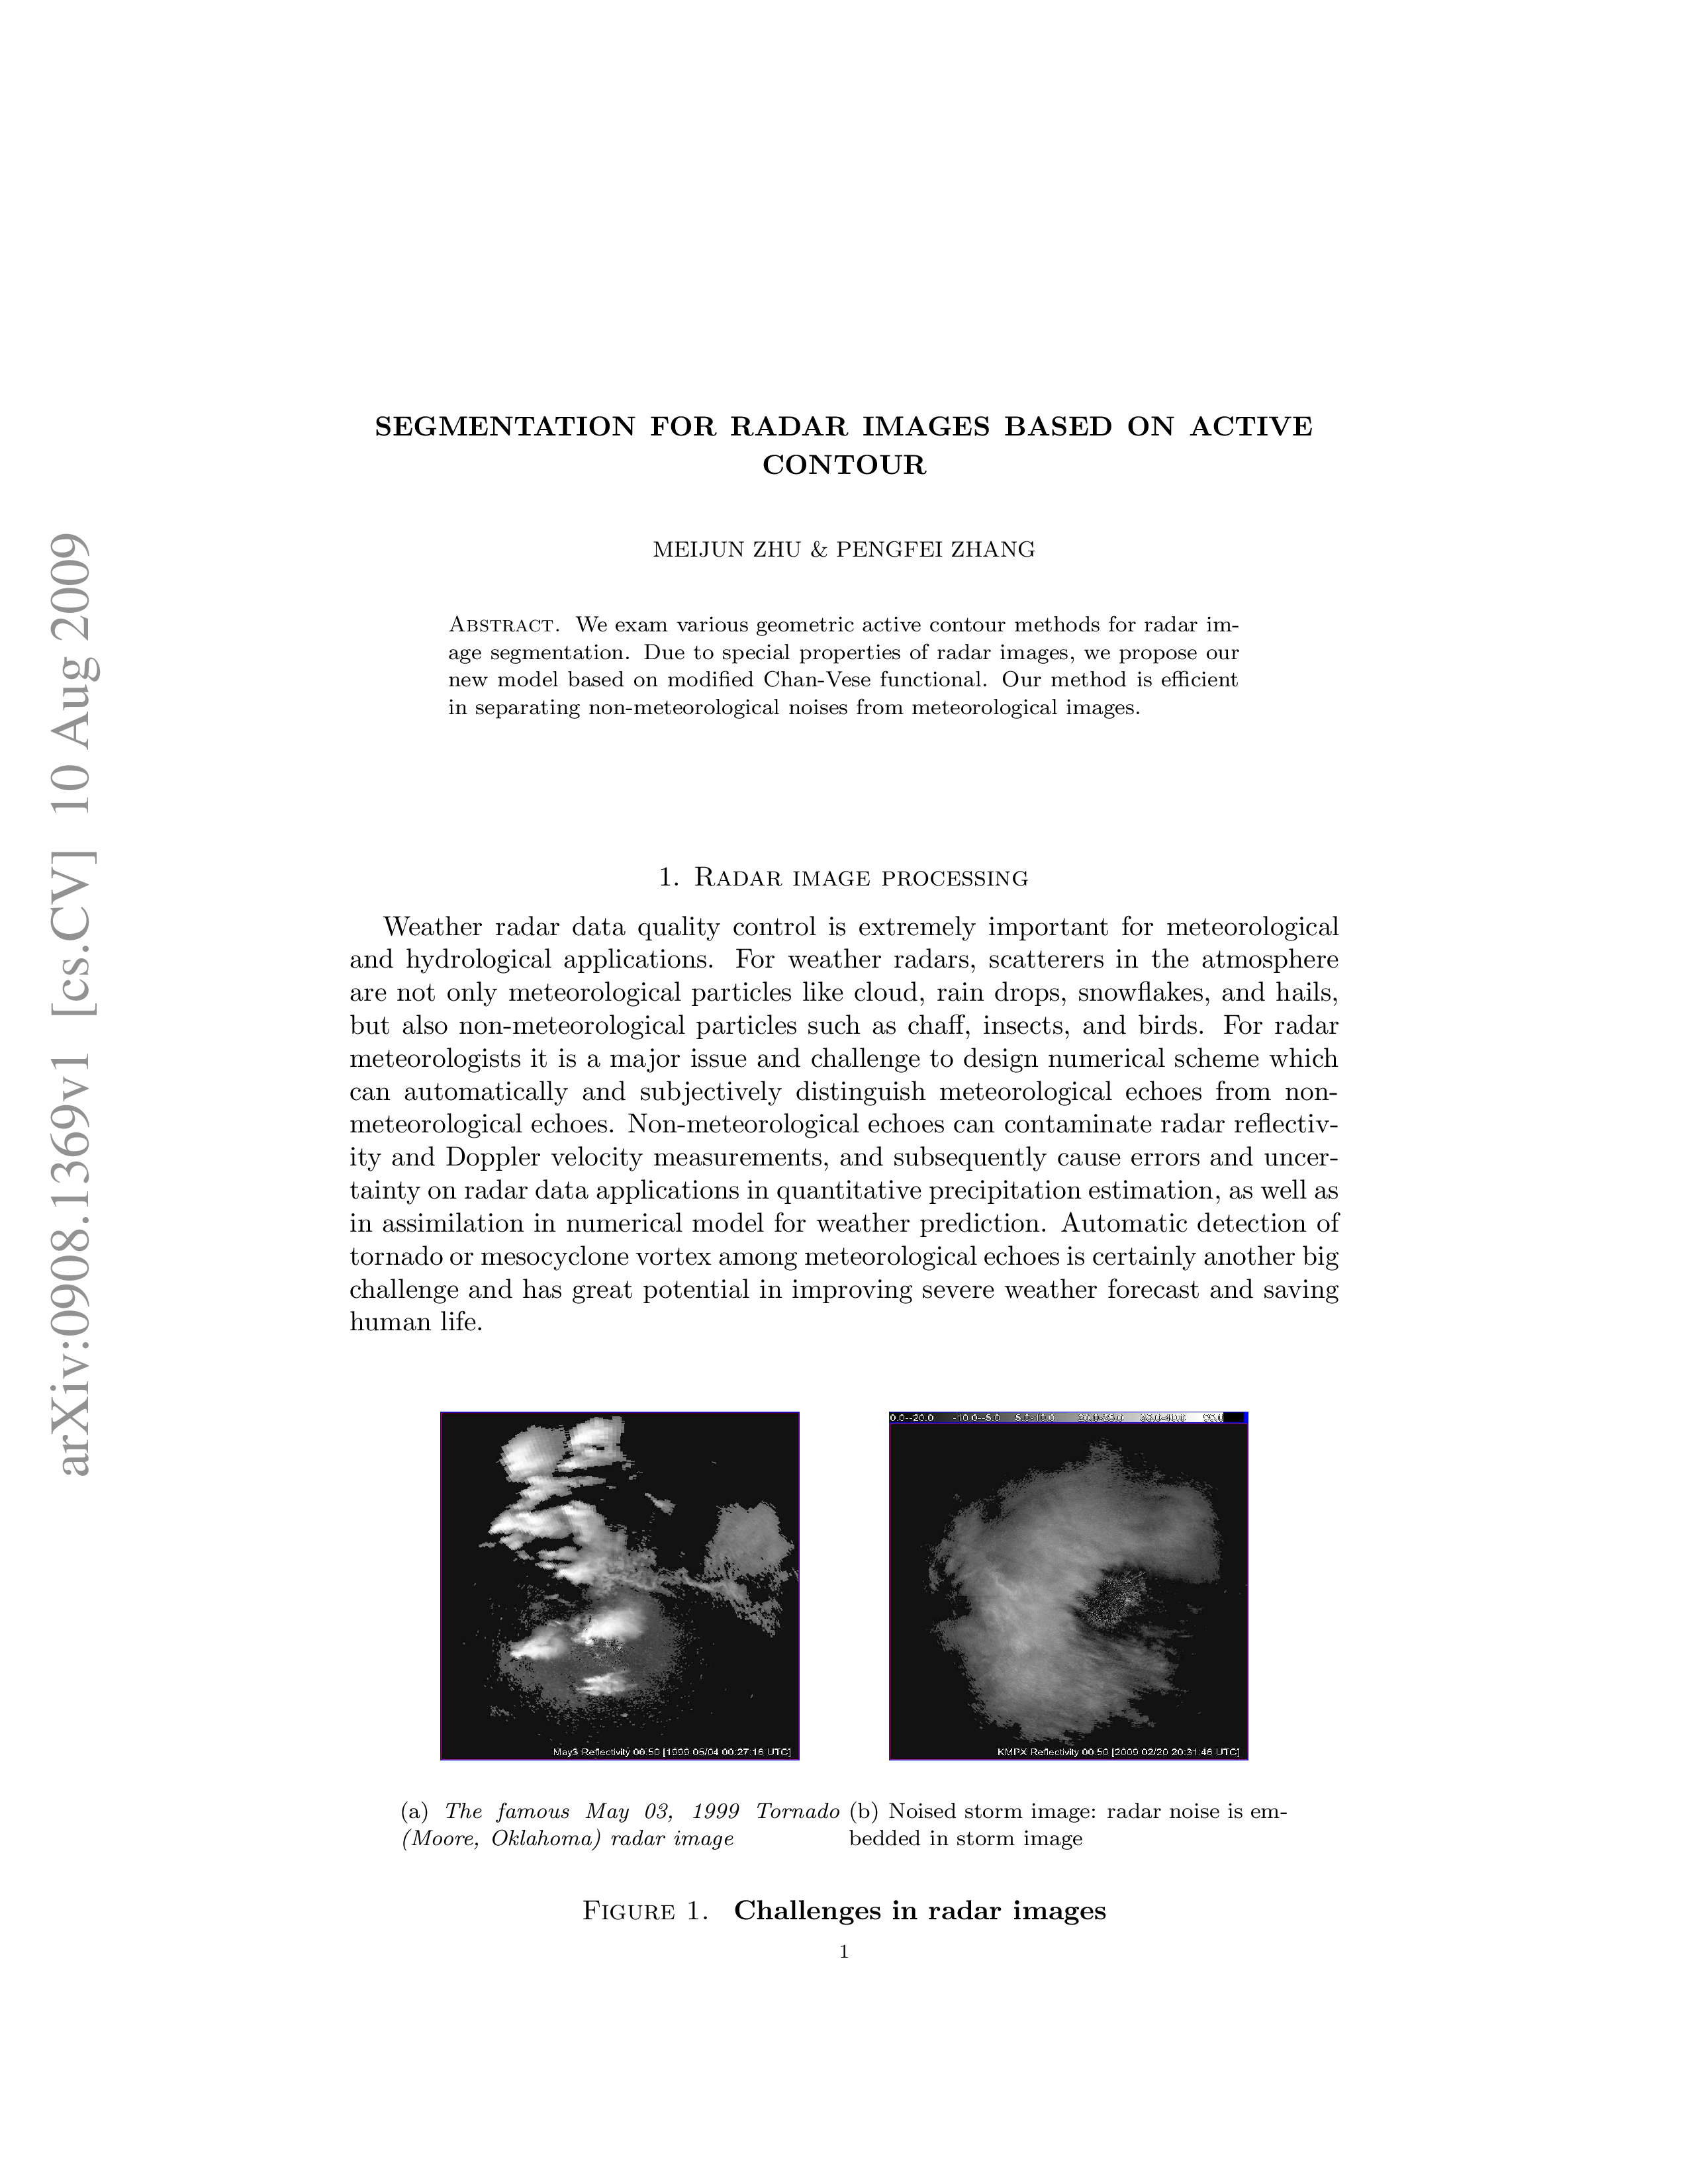 SEGMENTATION FOR RADAR IMAGES BASED ON ACTIVE
CONTOUR
MEIJUN ZHU & PENGFEI ZHANG
Abstract. We exam various geometric active contour methods for radar im-
age segmentation. Due to special properties of radar images, we propose our
new model based on modified Chan-Vese functional. Our method is efficient
in separating non-meteorological noises from meteorological images.
1. Radar image processing
Weather radar data quality control is extremely important for meteorological
and hydrological applications. For weather radars, scatterers in the atmosphere
are not only meteorological particles like cloud, rain drops, snowflakes, and hails,
but also non-meteorological particles such as chaff, insects, and birds. For radar
meteorologists it is a major issue and challenge to design numerical scheme which
can automatically and subjectively distinguish meteorological echoes from non-
meteorological echoes. Non-meteorological echoes can contaminate radar reflectiv-
ity and Doppler velocity measurements, and subsequently cause errors and uncer-
tainty on radar data applications in quantitative precipitation estimation, as well as
in assimilation in numerical model for weather prediction. Automatic detection of
tornado or mesocyclone vortex among meteorological echoes is certainly another big
challenge and has great potential in improving severe weather forecast and saving
human life.
0.0--20.0 -10.0--5.0
May3 Reflectivity 00.50 [1999 05/04 00:27:16 UTC]
KMPX Reflectivity 00.50 [2009 02/20 20:31:46 UTC]
(a) The famous May 03, 1999 Tornado
(Moore, Oklahoma) radar image
(b) Noised storm image: radar noise is em-
bedded in storm image
Figure 1. Challenges in radar images
1
arXiv:0908.1369v1 [cs.CV] 10 Aug 2009